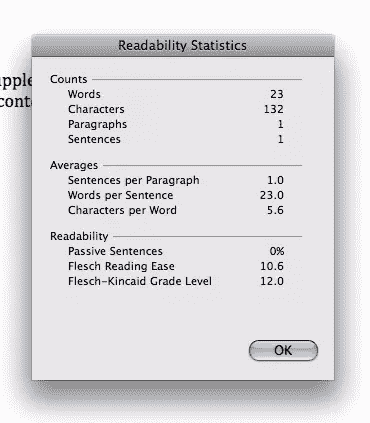 Readability Statistics
Counts
Words 23
Characters 132
Paragraphs 1
Sentences 1
Averages
Sentences per Paragraph 1.0
Words per Sentence 23.0
Characters per Word 5.6
Readability
Passive Sentences 0%
Flesch Reading Ease 10.6
Flesch-Kincaid Grade Level 12.0
OK